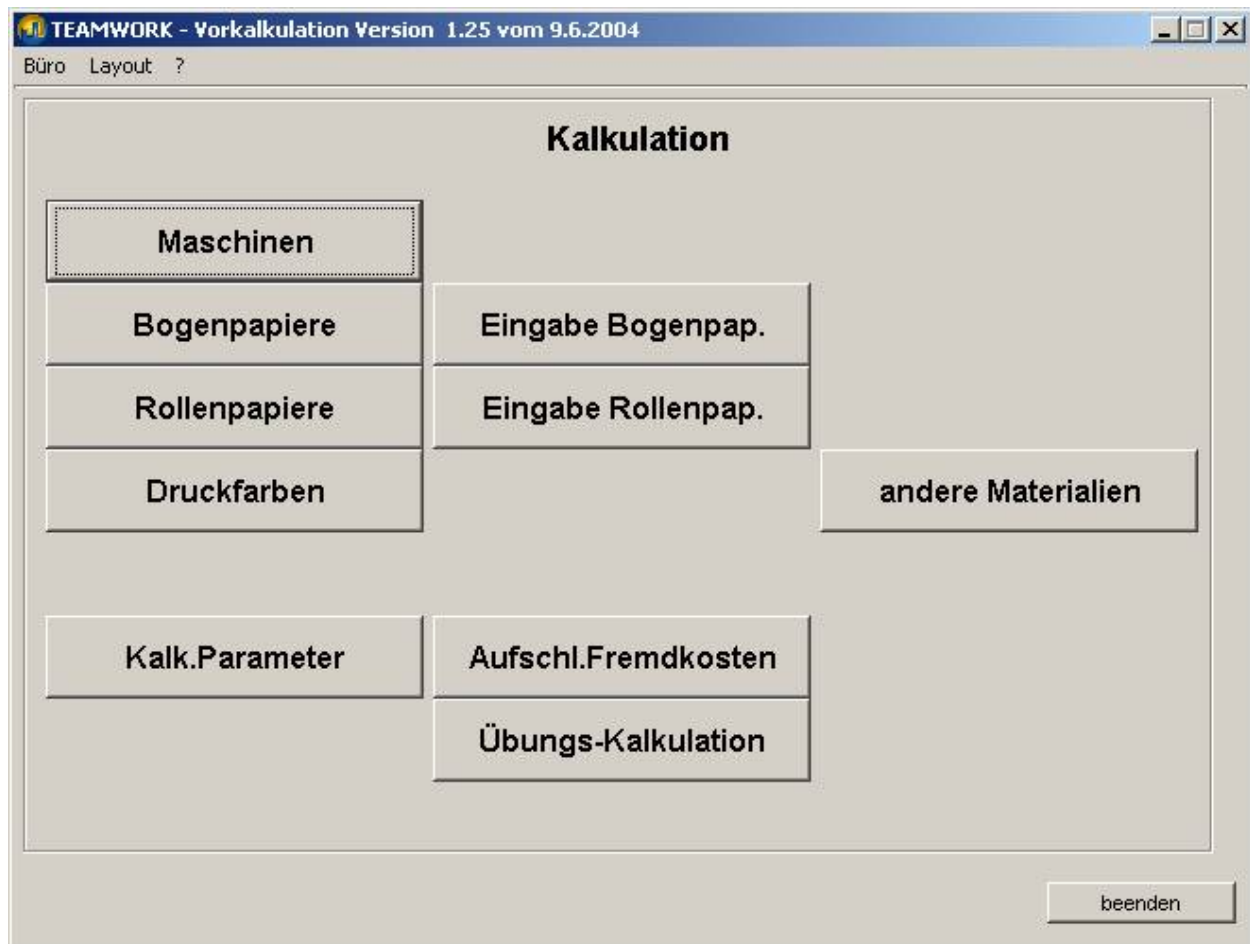 TEAMWORK - Vorkalkulation Version 1.25 vom 9.6.2004
Büro Layout ?
Kalkulation
Maschinen
Bogenpapiere Eingabe Bogenpap.
Rollenpapiere Eingabe Rollenpap.
Druckfarben andere Materialien
Kalk.Parameter Aufschl.Fremdkosten
Übungs-Kalkulation
beenden